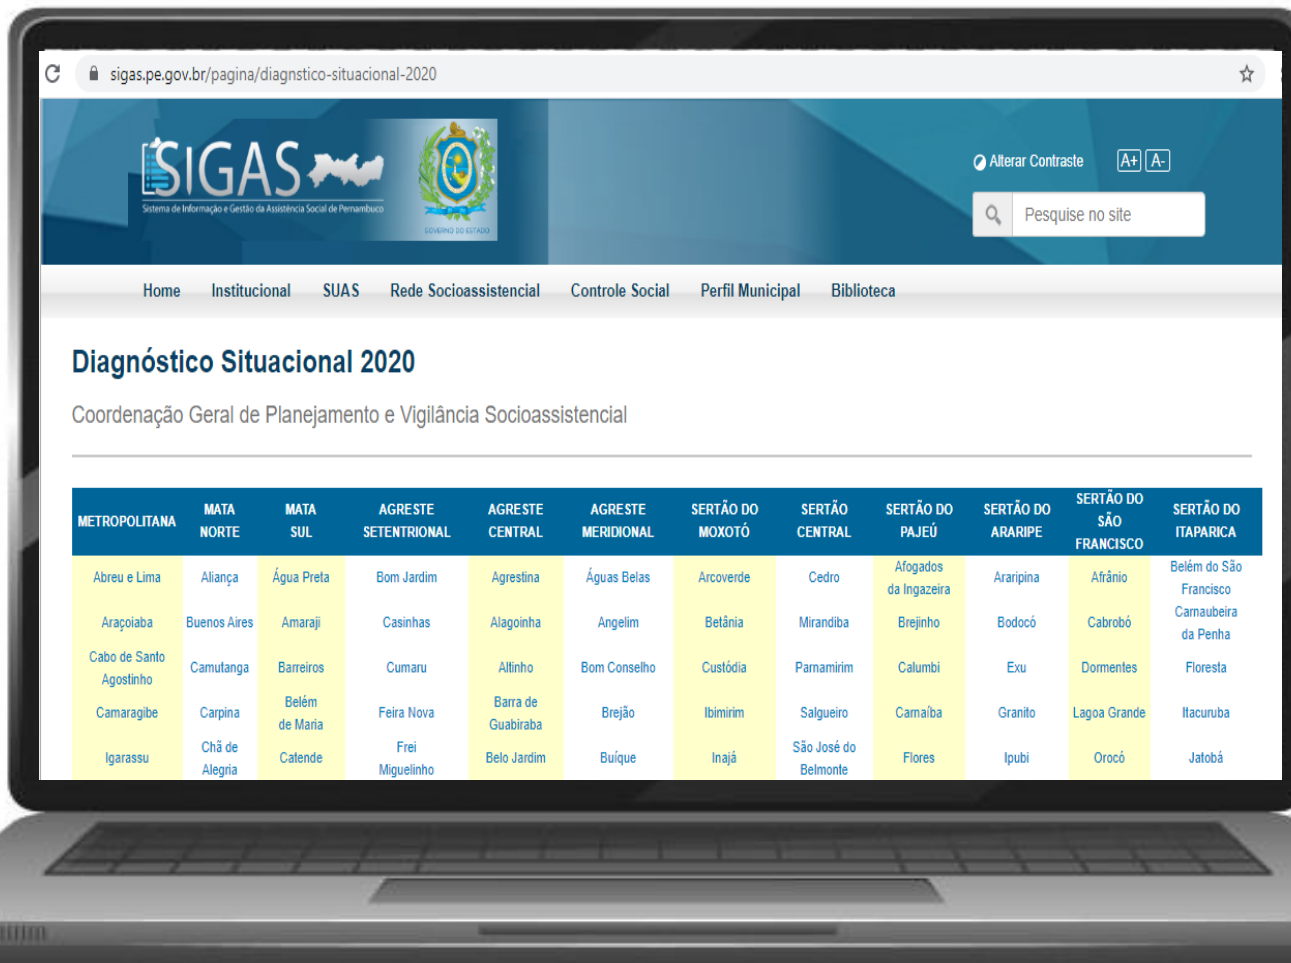 sigas.pe.gov.br/pagina/diagnstico-situacional-2020
SIGAS
Sistema de Informação e Gestão da Assistência Social de Pernambuco
GOVERNO DO ESTADO
Alterar Contraste A+ A-
Pesquise no site
Home Institucional SUAS Rede Socioassistencial Controle Social Perfil Municipal Biblioteca
Diagnóstico Situacional 2020
Coordenação Geral de Planejamento e Vigilância Socioassistencial
METROPOLITANA MATA NORTE MATA SUL AGRESTE SETENTRIONAL AGRESTE CENTRAL AGRESTE MERIDIONAL SERTÃO DO MOXOTÓ SERTÃO CENTRAL SERTÃO DO PAJEÚ SERTÃO DO ARARIPE SERTÃO DO SÃO FRANCISCO SERTÃO DO ITAPARICA
Abreu e Lima Aliança Água Preta Bom Jardim Agrestina Águas Belas Arcoverde Cedro Afogados da Ingazeira Araripina Afrânio Belém do São Francisco
Araçoiaba Buenos Aires Amaraji Casinhas Alagoinha Angelim Betânia Mirandiba Brejinho Bodocó Cabrobó Carnaubeira da Penha
Cabo de Santo Agostinho Camutanga Barreiros Cumaru Altinho Bom Conselho Custódia Parnamirim Calumbi Exu Dormentes Floresta
Camaragibe Carpina Belém de Maria Feira Nova Barra de Guabiraba Brejão Ibimirim Salgueiro Carnaíba Granito Lagoa Grande Itacuruba
Igarassu Chã de Alegria Catende Frei Miguelinho Belo Jardim Buíque Inajá São José do Belmonte Flores Ipubi Orocó Jatobá